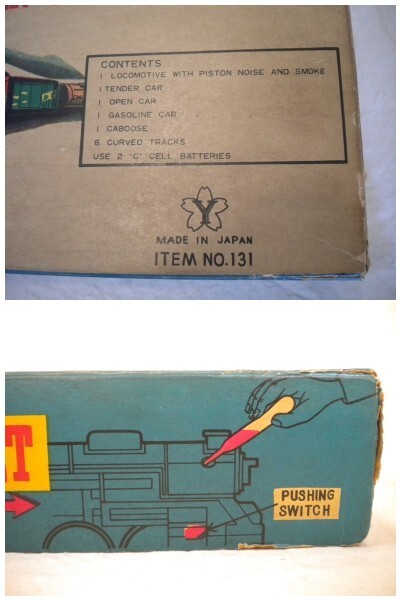 CONTENTS
1 LOCOMOTIVE WITH PISTON NOISE AND SMOKE
1 TENDER CAR
1 OPEN CAR
1 GASOLINE CAR
1 CABOOSE
6 CURVED TRACKS
USE 2 "C" CELL BATTERIES
Y
MADE IN JAPAN
ITEM NO.131
PUSHING
SWITCH